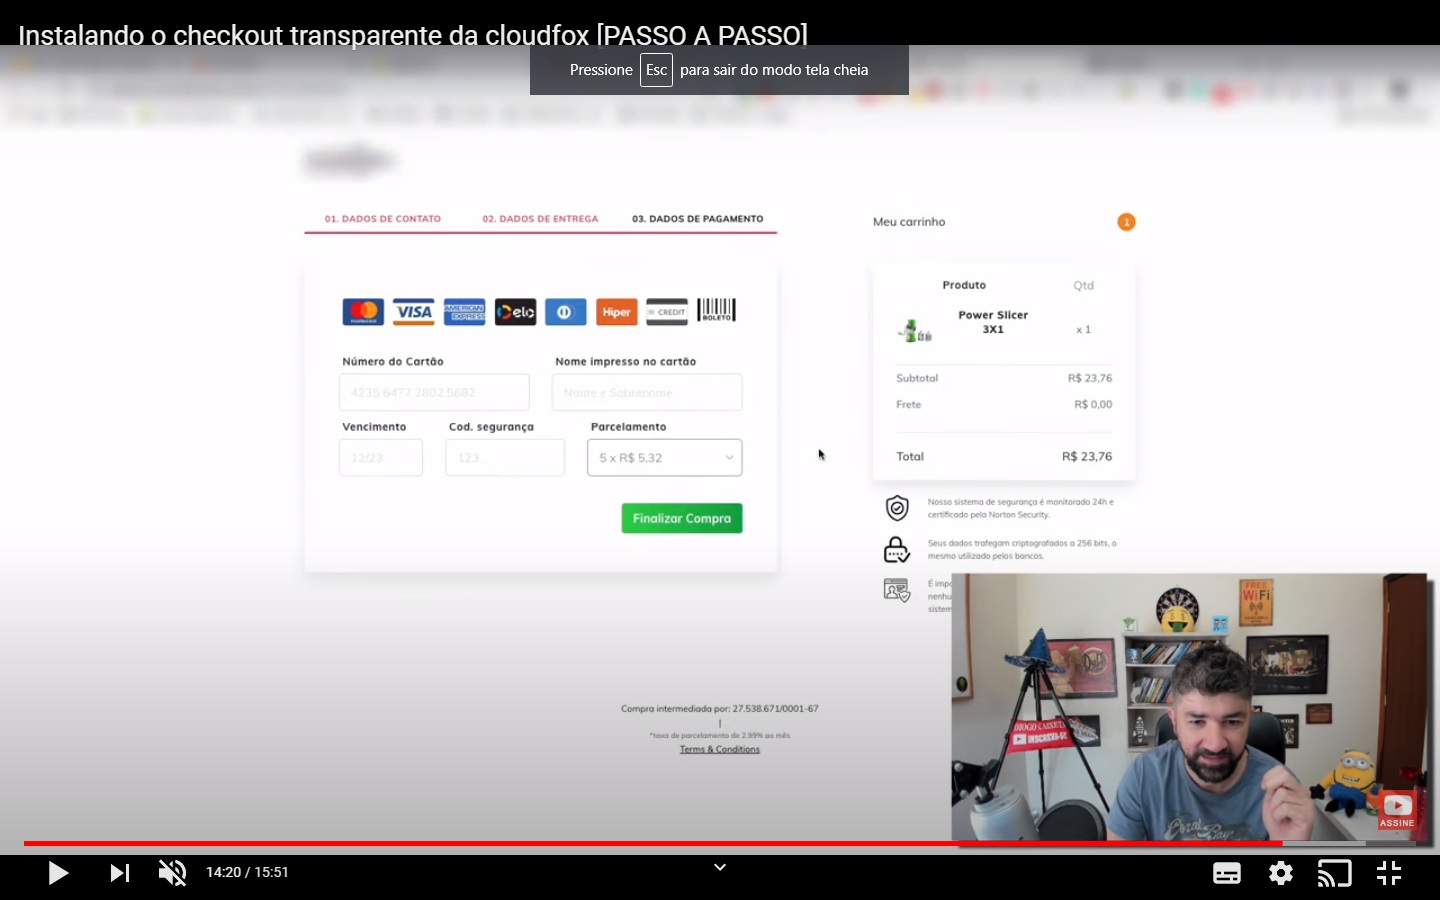 Instalando o checkout transparente da cloudfox [PASSO A PASSO]
Pressione Esc para sair do modo tela cheia
01. DADOS DE CONTATO 02. DADOS DE ENTREGA 03. DADOS DE PAGAMENTO
Meu carrinho 1
VISA AMERICAN EXPRESS elo Hiper CREDIT BOLETO
Número do Cartão Nome impresso no cartão
4235 6477 2802 5682 Nome e Sobrenome
Vencimento Cod. segurança Parcelamento
12/23 123 5 x R$ 5,32
Finalizar Compra
Produto Qtd
Power Slicer
3X1 x 1
Subtotal R$ 23,76
Frete R$ 0,00
Total R$ 23,76
Nosso sistema de segurança é monitorado 24h e
certificado pela Norton Security.
Seus dados trafegam criptografados a 256 bits, o
mesmo utilizado pelos bancos.
É impo
nenhu
sistem
Compra intermediada por: 27.538.671/0001-67
|
*taxa de parcelamento de 2.99% ao mês
Terms & Conditions
FREE
WiFi
Duff
DIOGO CAIXETA
INSCREVA-SE
ASSINE
14:20 / 15:51